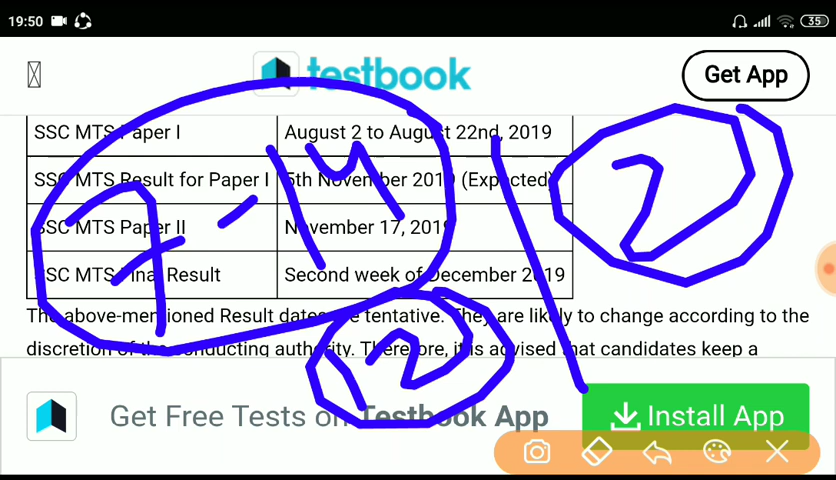 19:50
35
testbook
Get App
SSC MTS Paper I August 2 to August 22nd, 2019
SSC MTS Result for Paper I 5th November 2019 (Expected)
SSC MTS Paper II November 17, 2019
SSC MTS Final Result Second week of December 2019
The above-mentioned Result dates are tentative. They are likely to change according to the
discretion of the conducting authority. Therefore, it is advised that candidates keep a
7-14
2
12
Get Free Tests on Testbook App
Install App